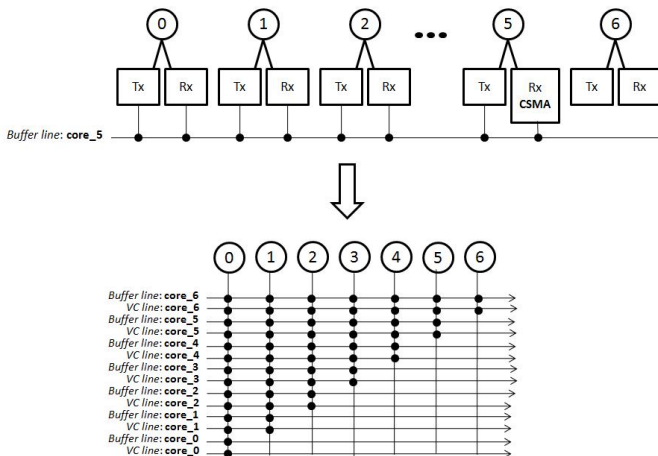 0 1 2 5 6
Tx Rx Tx Rx Tx Rx Tx Rx CSMA Tx Rx
Buffer line: core_5
0 1 2 3 4 5 6
Buffer line: core_6
VC line: core_6
Buffer line: core_5
VC line: core_5
Buffer line: core_4
VC line: core_4
Buffer line: core_3
VC line: core_3
Buffer line: core_2
VC line: core_2
Buffer line: core_1
VC line: core_1
Buffer line: core_0
VC line: core_0